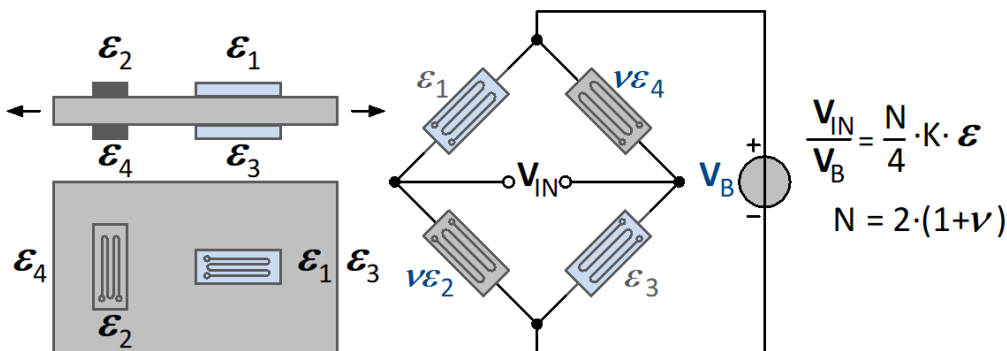 ε2 ε1
ε4 ε3
ε4 ε2 ε1 ε3
ε1 νε4
VIN VB + −
νε2 ε3
VIN/VB = N/4 ·K· ε
N = 2·(1+ν)